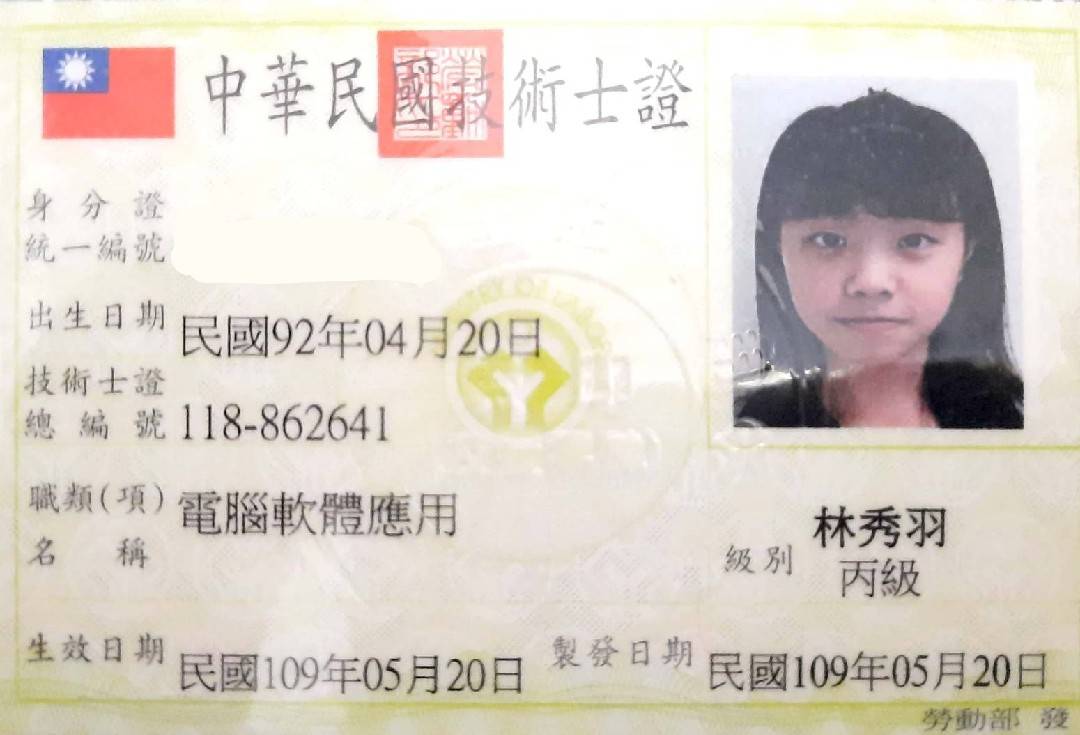 中華民國技術士證
身分證
統一編號
出生日期 民國92年04月20日
技術士證
總編號 118-862641
職類(項)
名稱 電腦軟體應用
林秀羽
級別 丙級
生效日期 民國109年05月20日
製發日期 民國109年05月20日
勞動部 發